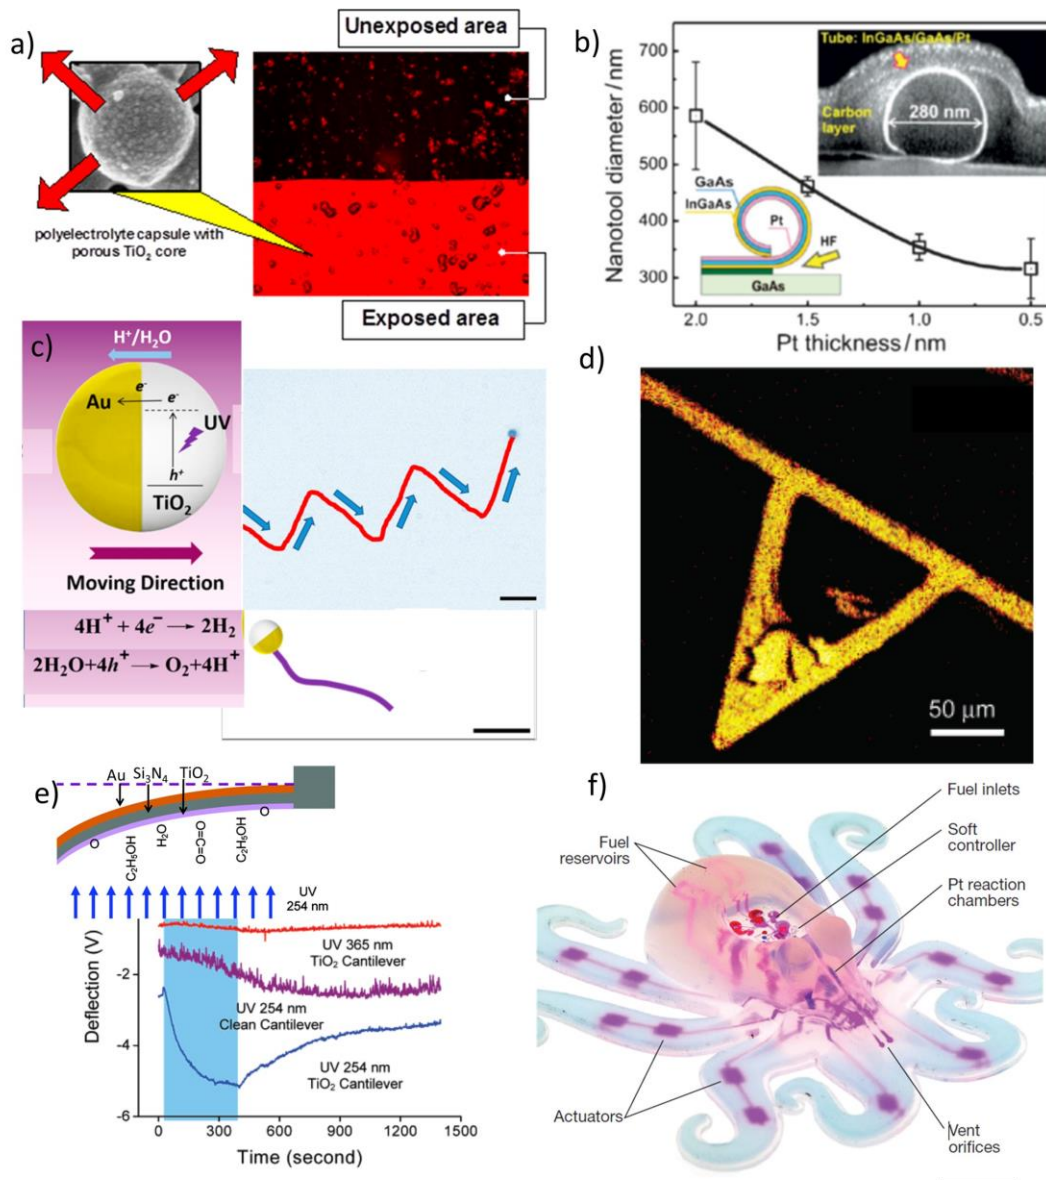 a)
Unexposed area
polyelectrolyte capsule with
porous TiO₂ core
Exposed area
b)
Nanotool diameter / nm
700
600
500
400
300
2.0
1.5
1.0
0.5
Pt thickness / nm
Tube: InGaAs/GaAs/Pt
Carbon
layer
280 nm
GaAs
InGaAs
Pt
HF
GaAs
c)
H⁺/H₂O
e⁻
e⁻
Au
UV
h⁺
TiO₂
Moving Direction
4H⁺ + 4e⁻ → 2H₂
2H₂O+4h⁺ → O₂+4H⁺
d)
50 µm
e)
Au
Si₃N₄
TiO₂
O
C₂H₅OH
H₂O
O=C=O
C₂H₅OH
O
UV
254 nm
Deflection (V)
-2
-4
-6
UV 365 nm
TiO₂ Cantilever
UV 254 nm
Clean Cantilever
UV 254 nm
TiO₂ Cantilever
0
300
600
900
1200
1500
Time (second)
f)
Fuel inlets
Soft
controller
Fuel
reservoirs
Pt reaction
chambers
Actuators
Vent
orifices